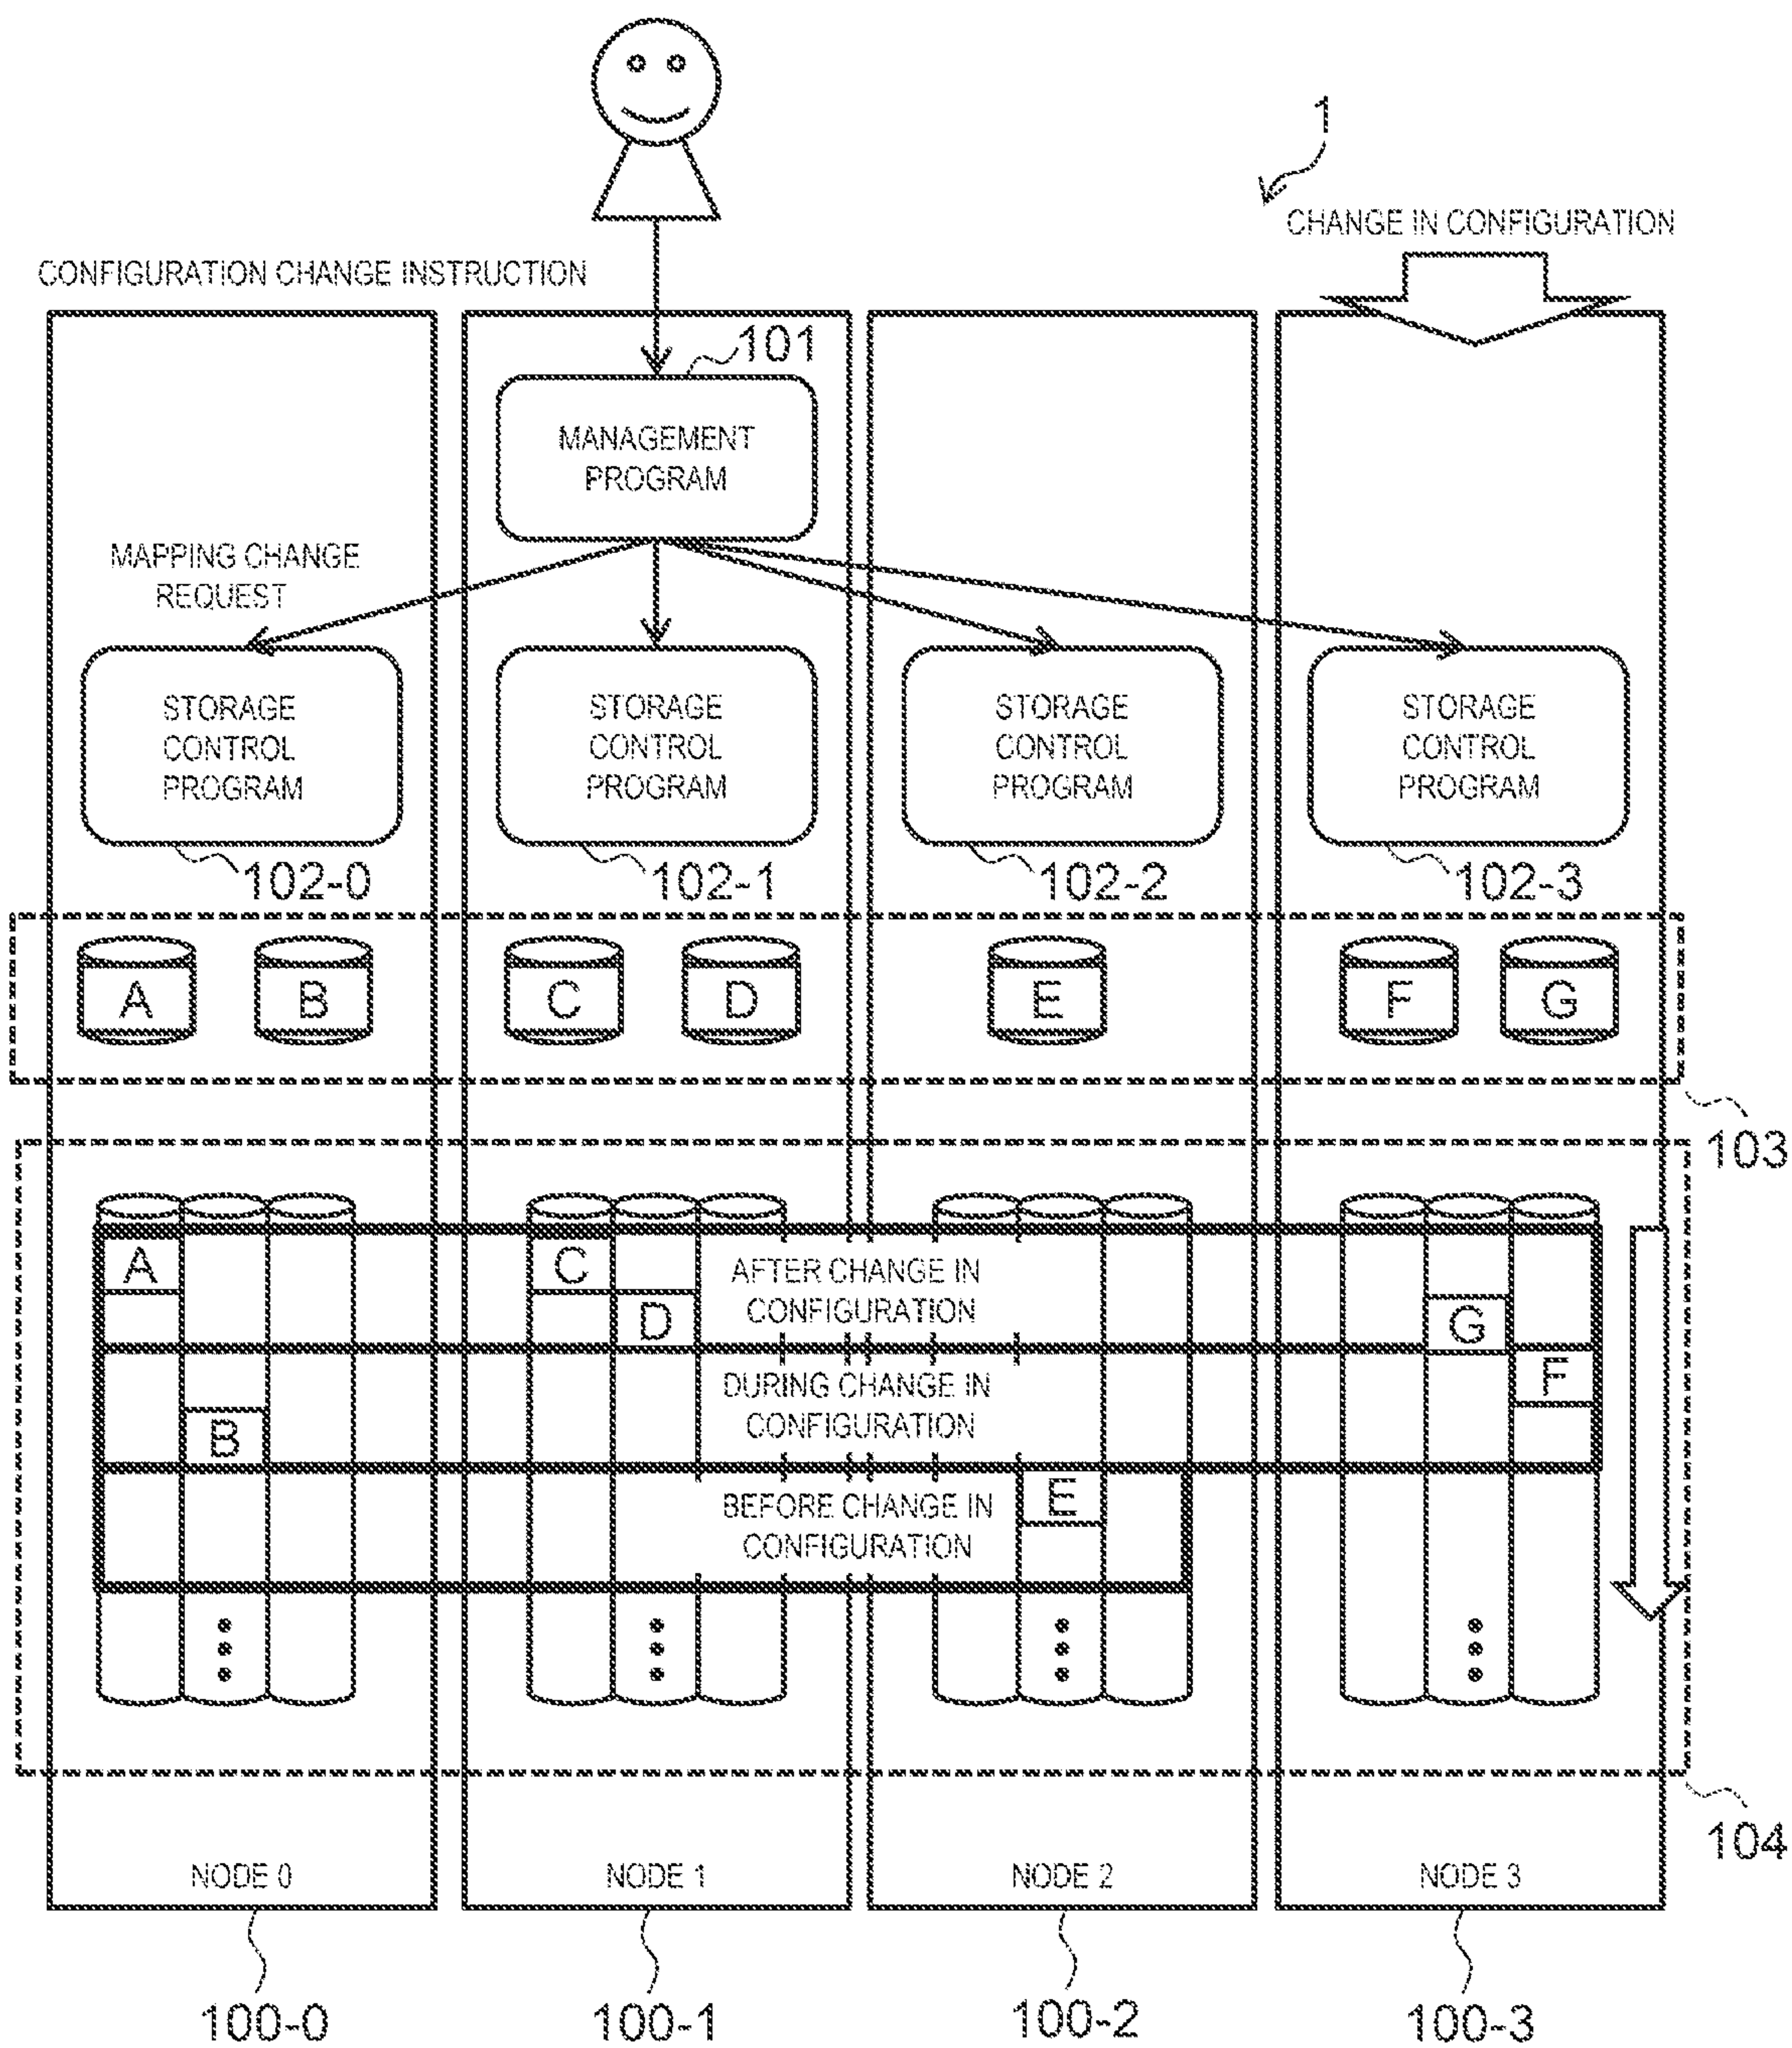 1
CHANGE IN CONFIGURATION
CONFIGURATION CHANGE INSTRUCTION
101
MANAGEMENT
PROGRAM
MAPPING CHANGE
REQUEST
STORAGE
CONTROL
PROGRAM
STORAGE
CONTROL
PROGRAM
STORAGE
CONTROL
PROGRAM
STORAGE
CONTROL
PROGRAM
102-0
102-1
102-2
102-3
A
B
C
D
E
F
G
103
A
C
AFTER CHANGE IN
CONFIGURATION
D
G
DURING CHANGE IN
CONFIGURATION
F
B
BEFORE CHANGE IN
CONFIGURATION
E
104
NODE 0
NODE 1
NODE 2
NODE 3
100-0
100-1
100-2
100-3